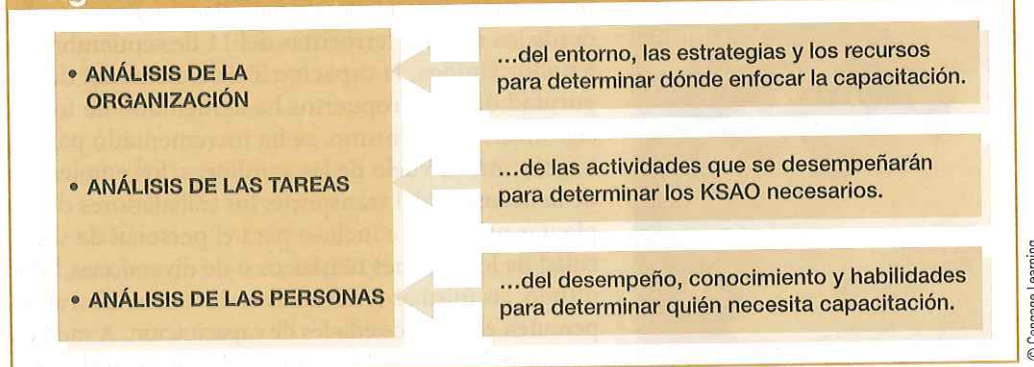 • ANÁLISIS DE LA
ORGANIZACIÓN
...del entorno, las estrategias y los recursos
para determinar dónde enfocar la capacitación.
• ANÁLISIS DE LAS TAREAS
...de las actividades que se desempeñarán
para determinar los KSAO necesarios.
• ANÁLISIS DE LAS PERSONAS
...del desempeño, conocimiento y habilidades
para determinar quién necesita capacitación.
© Cengage Learning